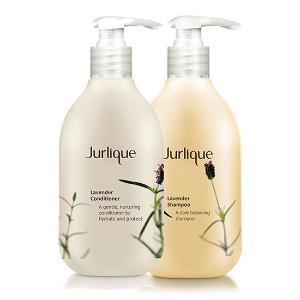 Jurlique
Lavender
Conditioner
A gentle, nurturing
conditioner to
hydrate and protect
Jurlique
Lavender
Shampoo
A daily balancing
shampoo